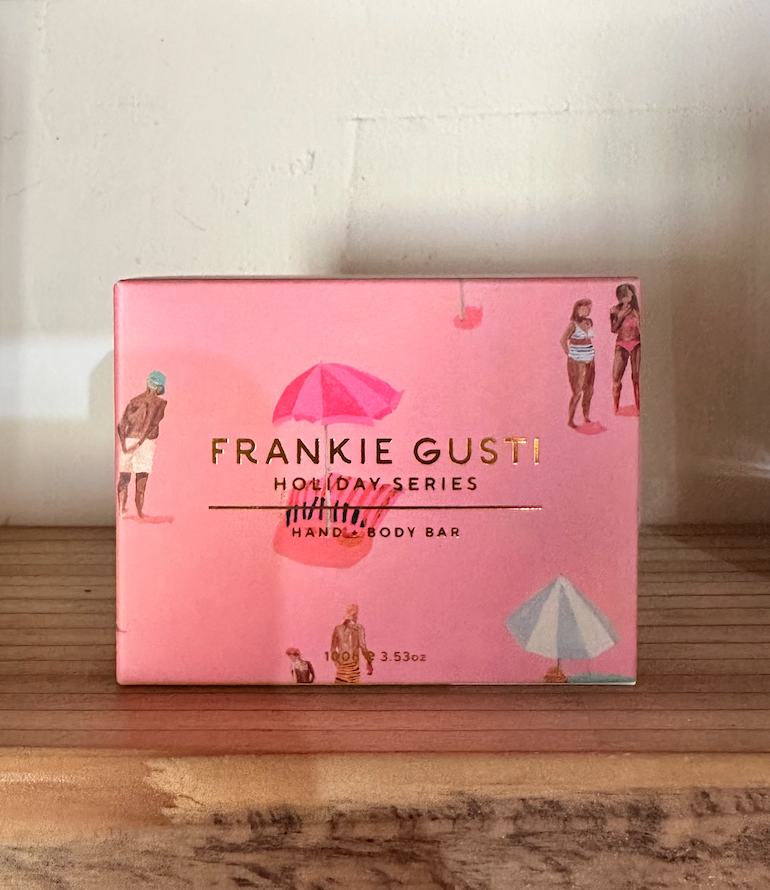 FRANKIE GUSTI
HOLIDAY SERIES
HAND + BODY BAR
100g e 3.53oz